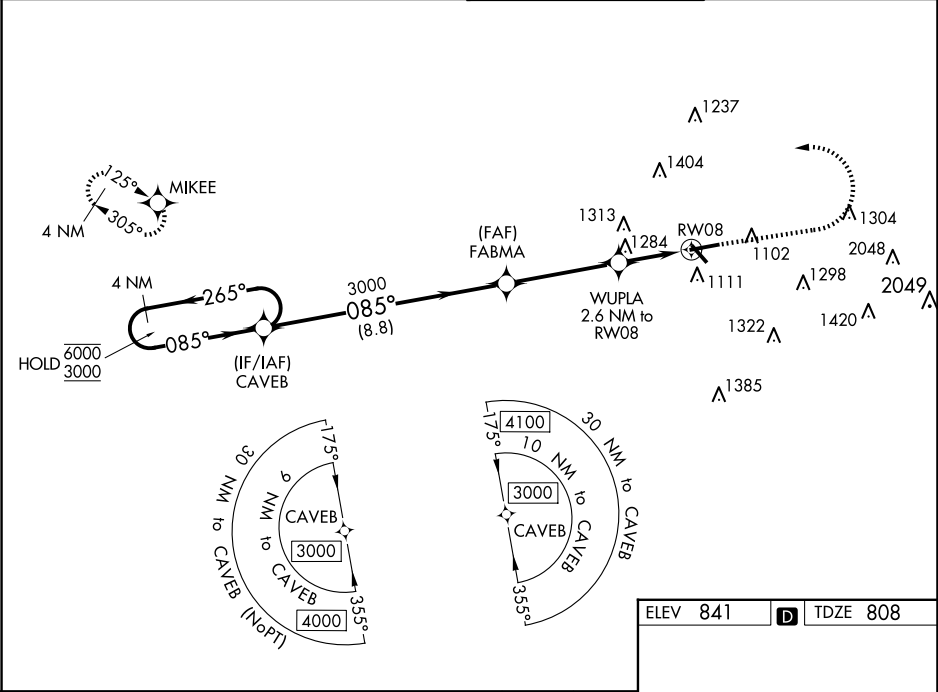 1237
1404
125°
MIKEE
305°
4 NM
1313
1284
RW08
1304
1102
2048
1111
1298
2049
1420
1322
1385
(FAF)
FABMA
WUPLA
2.6 NM to
RW08
4 NM
265°
3000
085°
(8.8)
085°
HOLD 6000
3000
(IF/IAF)
CAVEB
30 NM to CAVEB (NoPT)
175°
9 NM to CAVEB
CAVEB
3000
4000
355°
4100
175°
30 NM to CAVEB
10 NM to CAVEB
3000
CAVEB
355°
ELEV 841 D TDZE 808